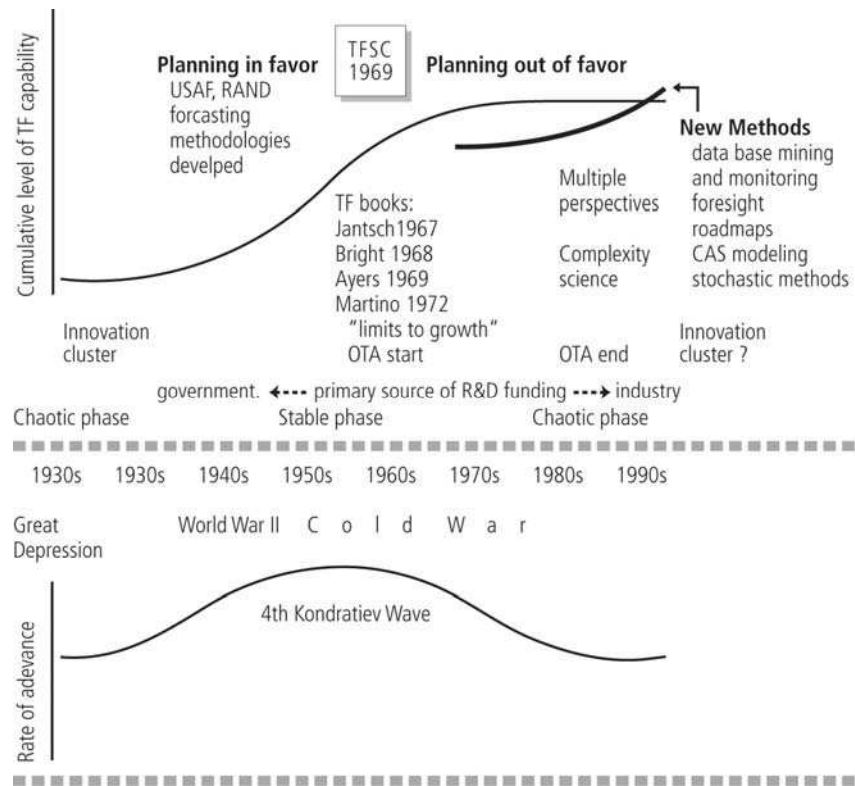 Cumulative level of TF capability
Planning in favor
USAF, RAND
forcasting
methodologies
develped
TFSC
1969
Planning out of favor
New Methods
data base mining
and monitoring
foresight
roadmaps
CAS modeling
stochastic methods
TF books:
Jantsch1967
Bright 1968
Ayers 1969
Martino 1972
"limits to growth"
OTA start
Multiple
perspectives
Complexity
science
OTA end
Innovation
cluster
Innovation
cluster ?
government. primary source of R&D funding industry
Chaotic phase Stable phase Chaotic phase
1930s 1930s 1940s 1950s 1960s 1970s 1980s 1990s
Great
Depression
World War II C o l d W a r
4th Kondratiev Wave
Rate of adevance